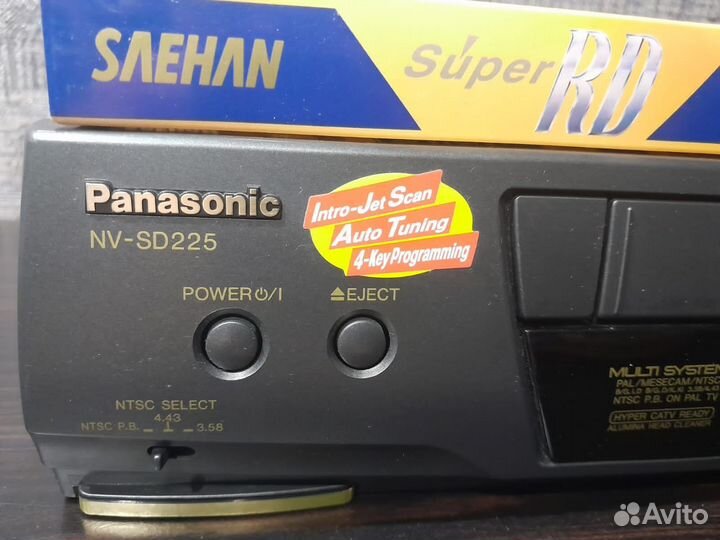 SAEHAN
Súper RD
Panasonic
NV-SD225
Intro-Jet Scan
Auto Tuning
4-Key Programming
POWER ⏻/I
⏏EJECT
NTSC SELECT
4.43
NTSC P.B. 3.58
MULTI SYSTEM
PAL/MESECAM/NTSC
NTSC P.B. ON PAL TV
HYPER CATV READY
ALUMINA HEAD CLEANER
Avito